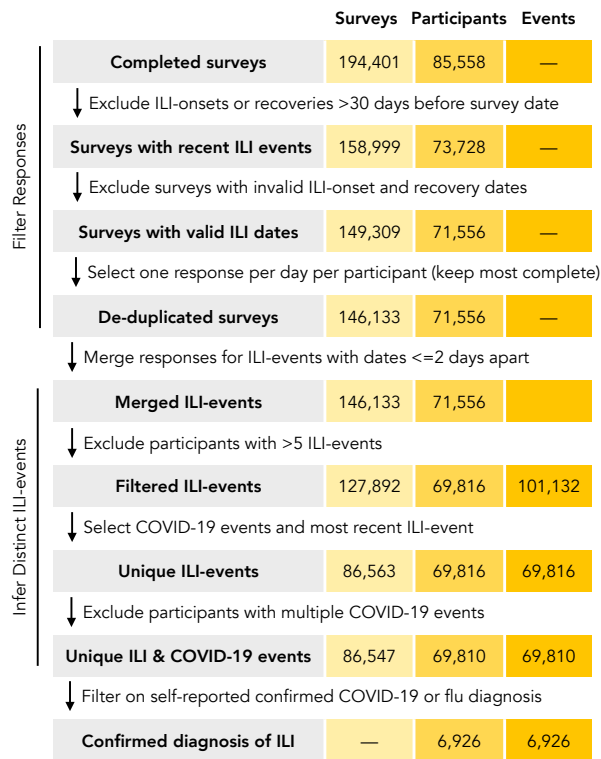 Surveys Participants Events
Filter Responses
Completed surveys 194,401 85,558 —
Exclude ILI-onsets or recoveries >30 days before survey date
Surveys with recent ILI events 158,999 73,728 —
Exclude surveys with invalid ILI-onset and recovery dates
Surveys with valid ILI dates 149,309 71,556 —
Select one response per day per participant (keep most complete)
De-duplicated surveys 146,133 71,556 —
Merge responses for ILI-events with dates <=2 days apart
Infer Distinct ILI-events
Merged ILI-events 146,133 71,556
Exclude participants with >5 ILI-events
Filtered ILI-events 127,892 69,816 101,132
Select COVID-19 events and most recent ILI-event
Unique ILI-events 86,563 69,816 69,816
Exclude participants with multiple COVID-19 events
Unique ILI & COVID-19 events 86,547 69,810 69,810
Filter on self-reported confirmed COVID-19 or flu diagnosis
Confirmed diagnosis of ILI — 6,926 6,926